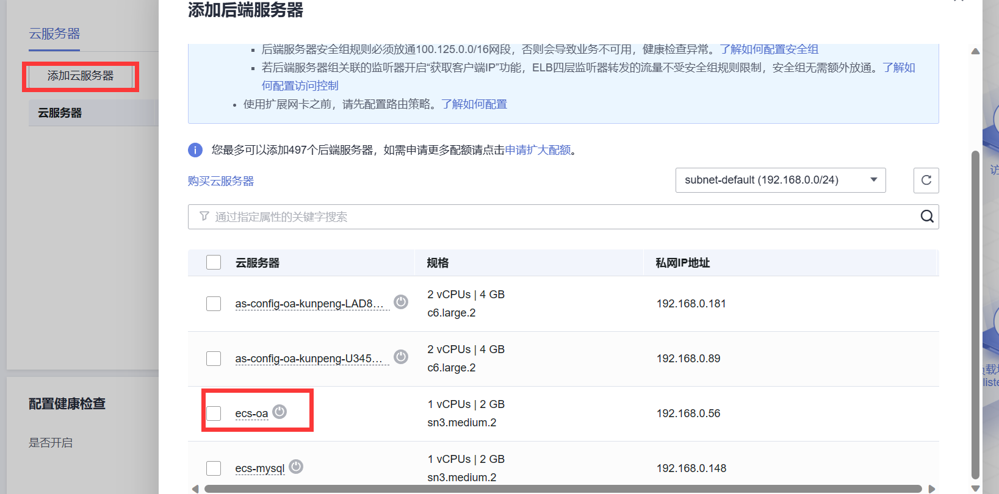 添加后端服务器
云服务器
后端服务器安全组规则必须放通100.125.0.0/16网段，否则会导致业务不可用，健康检查异常。了解如何配置安全组
添加云服务器
若后端服务器组关联的监听器开启“获取客户端IP”功能，ELB四层监听器转发的流量不受安全组规则限制，安全组无需额外放通。了解如
何配置访问控制
使用扩展网卡之前，请先配置路由策略。了解如何配置
云服务器
您最多可以添加497个后端服务器，如需申请更多配额请点击申请扩大配额。
购买云服务器
subnet-default (192.168.0.0/24)
通过指定属性的关键字搜索
云服务器 规格 私网IP地址
as-config-oa-kunpeng-LAD8... 2 vCPUs | 4 GB 192.168.0.181
c6.large.2
as-config-oa-kunpeng-U345... 2 vCPUs | 4 GB 192.168.0.89
c6.large.2
ecs-oa 1 vCPUs | 2 GB 192.168.0.56
sn3.medium.2
ecs-mysql 1 vCPUs | 2 GB 192.168.0.148
sn3.medium.2
配置健康检查
是否开启
访
liste